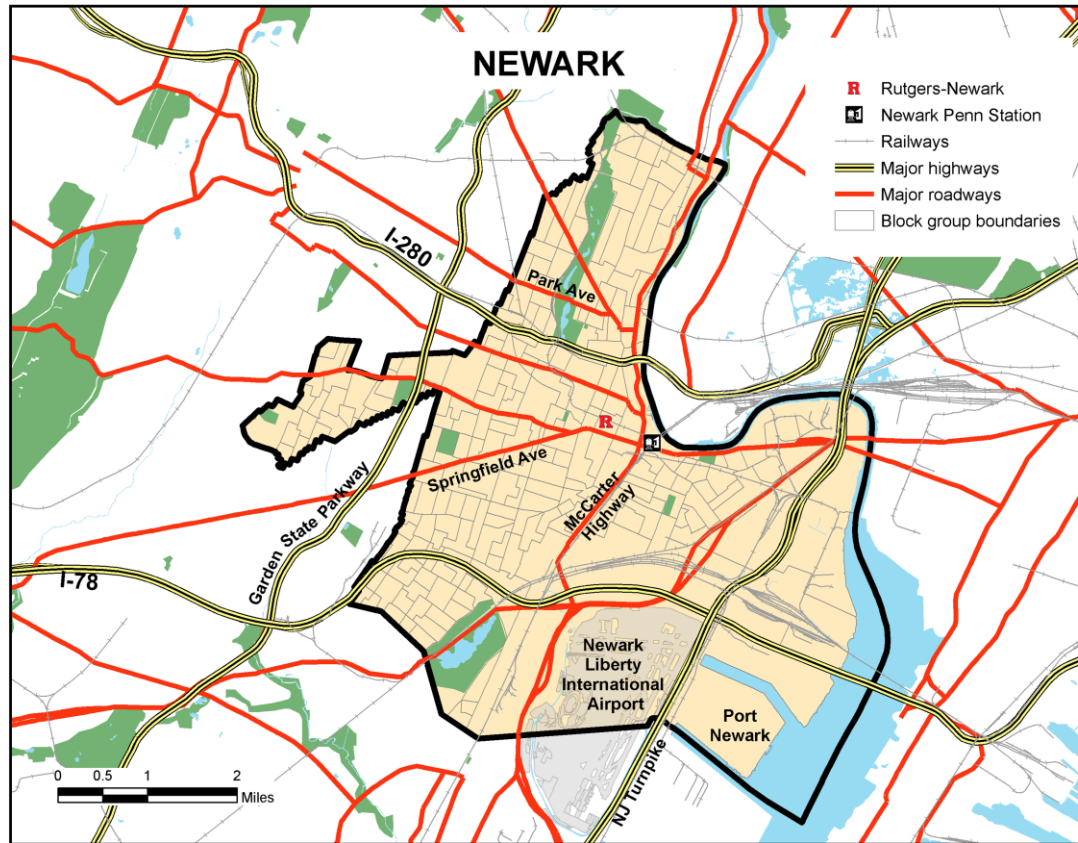 NEWARK
R Rutgers-Newark
Newark Penn Station
Railways
Major highways
Major roadways
Block group boundaries
I-280
Park Ave
R
Springfield Ave
McCarter
Highway
Garden State Parkway
I-78
Newark
Liberty
International
Airport
Port
Newark
NJ Turnpike
0 0.5 1 2
Miles